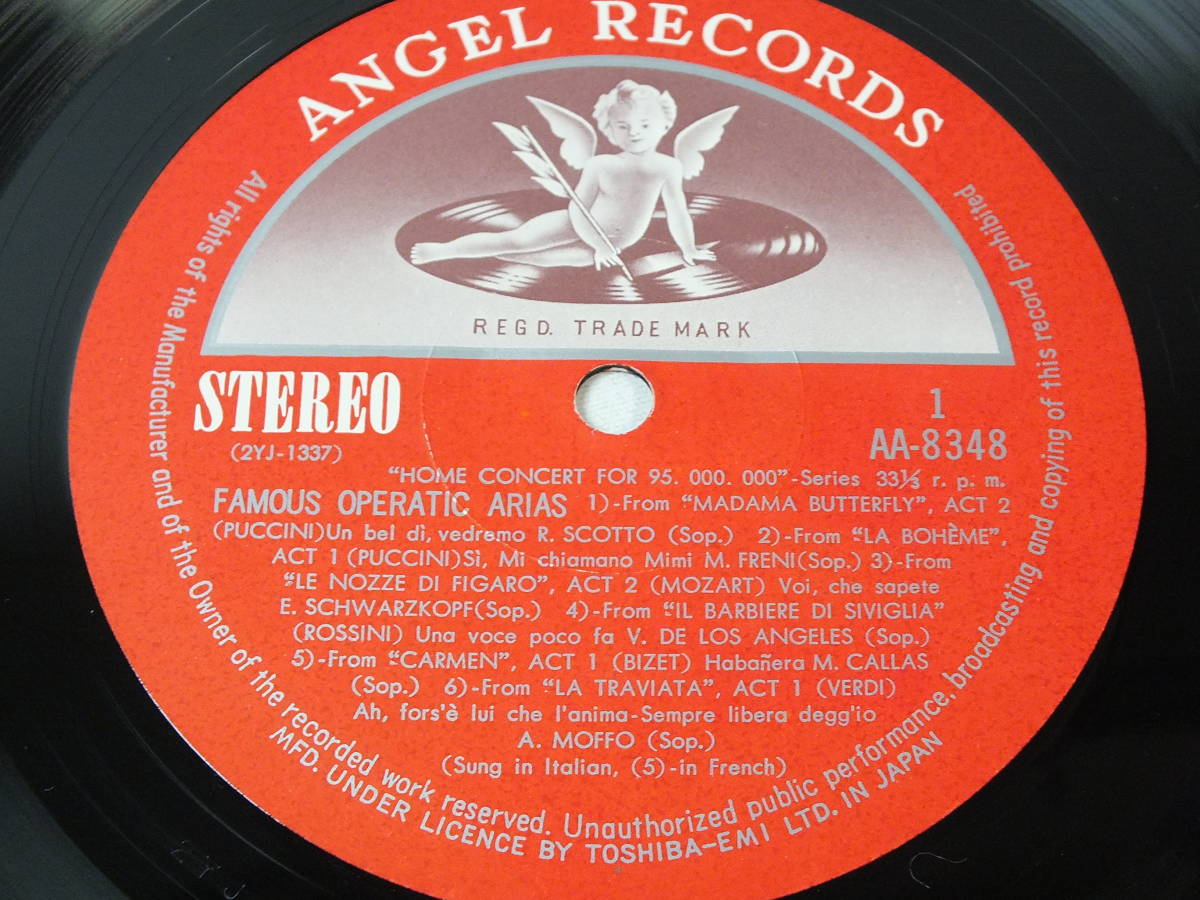 ANGEL RECORDS
REGD. TRADE MARK
STEREO
(2YJ-1337)
1
AA-8348
"HOME CONCERT FOR 95. 000. 000"-Series 33⅓ r. p. m.
FAMOUS OPERATIC ARIAS 1)-From "MADAMA BUTTERFLY", ACT 2
(PUCCINI)Un bel dì, vedremo R. SCOTTO (Sop.) 2)-From "LA BOHÈME",
ACT 1 (PUCCINI)Sì, Mi chiamano Mimi M. FRENI(Sop.) 3)-From
"LE NOZZE DI FIGARO", ACT 2 (MOZART) Voi, che sapete
E. SCHWARZKOPF(Sop.) 4)-From "IL BARBIERE DI SIVIGLIA"
(ROSSINI) Una voce poco fa V. DE LOS ANGELES (Sop.)
5)-From "CARMEN", ACT 1 (BIZET) Habañera M. CALLAS
(Sop.) 6)-From "LA TRAVIATA", ACT 1 (VERDI)
Ah, fors'è lui che l'anima-Sempre libera degg'io
A. MOFFO (Sop.)
(Sung in Italian, (5)-in French)
All rights of the Manufacturer and of the Owner of the recorded work reserved. Unauthorized public performance, broadcasting and copying of this record prohibited
MFD. UNDER LICENCE BY TOSHIBA-EMI LTD. IN JAPAN
2YJ